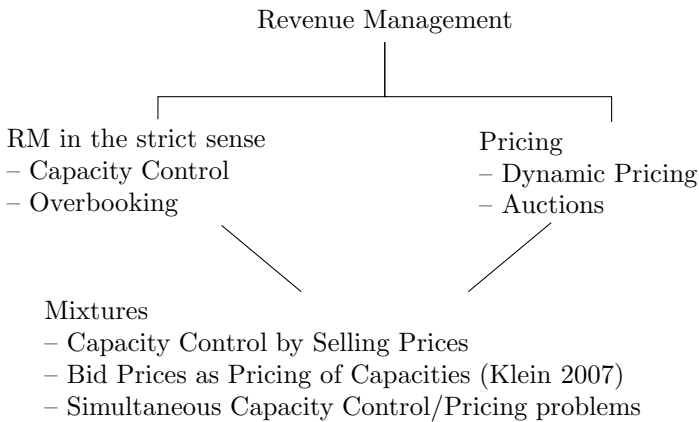 Revenue Management
RM in the strict sense
– Capacity Control
– Overbooking
Pricing
– Dynamic Pricing
– Auctions
Mixtures
– Capacity Control by Selling Prices
– Bid Prices as Pricing of Capacities (Klein 2007)
– Simultaneous Capacity Control/Pricing problems